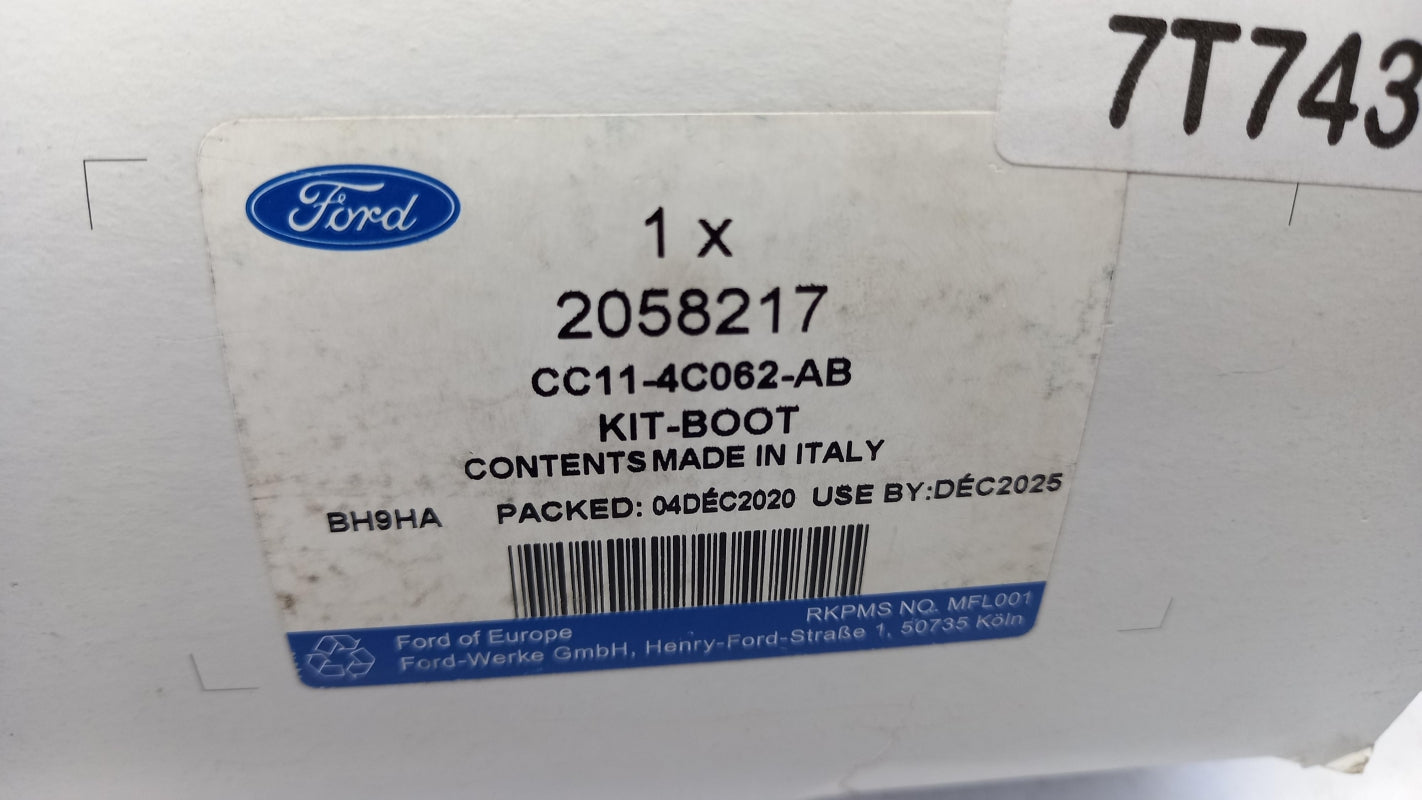 7T743
Ford
1 x
2058217
CC11-4C062-AB
KIT-BOOT
CONTENTS MADE IN ITALY
BH9HA PACKED: 04DÉC2020 USE BY:DÉC2025
RKPMS NO. MFL001
Ford of Europe
Ford-Werke GmbH, Henry-Ford-Straße 1, 50735 Köln